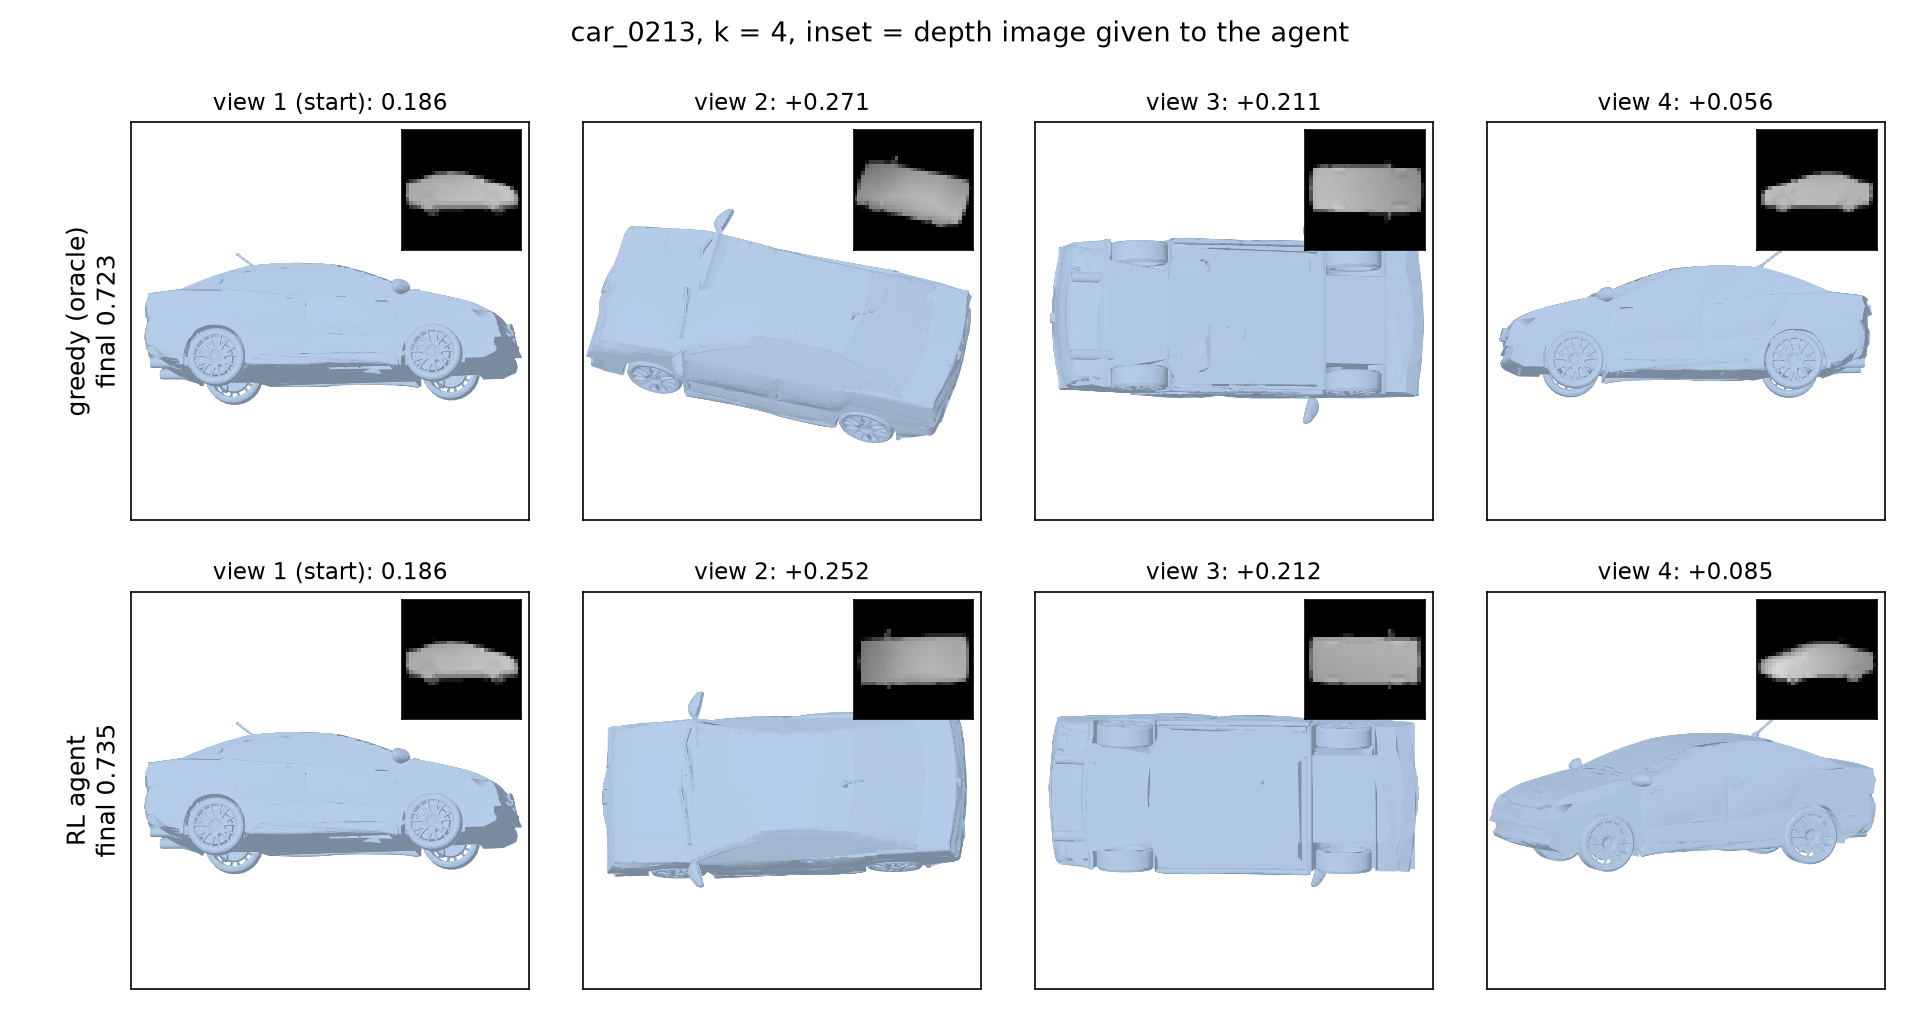 car_0213, k = 4, inset = depth image given to the agent
greedy (oracle)
final 0.723
view 1 (start): 0.186
view 2: +0.271
view 3: +0.211
view 4: +0.056
RL agent
final 0.735
view 1 (start): 0.186
view 2: +0.252
view 3: +0.212
view 4: +0.085